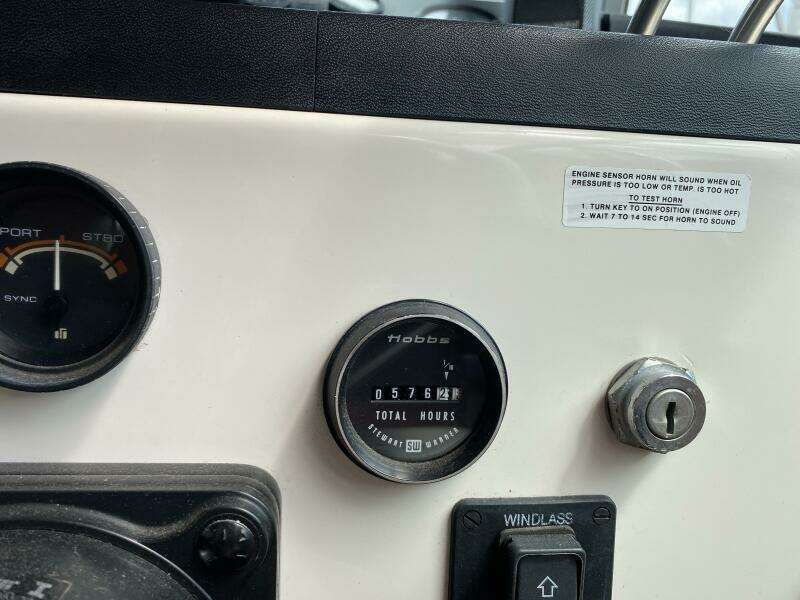 ENGINE SENSOR HORN WILL SOUND WHEN OIL
PRESSURE IS TOO LOW OR TEMP. IS TOO HOT
TO TEST HORN
1. TURN KEY TO ON POSITION (ENGINE OFF)
2. WAIT 7 TO 14 SEC FOR HORN TO SOUND
PORT STBD
SYNC
Hobbs
1/10
0576 2
TOTAL HOURS
STEWART SW WARNER
WINDLASS